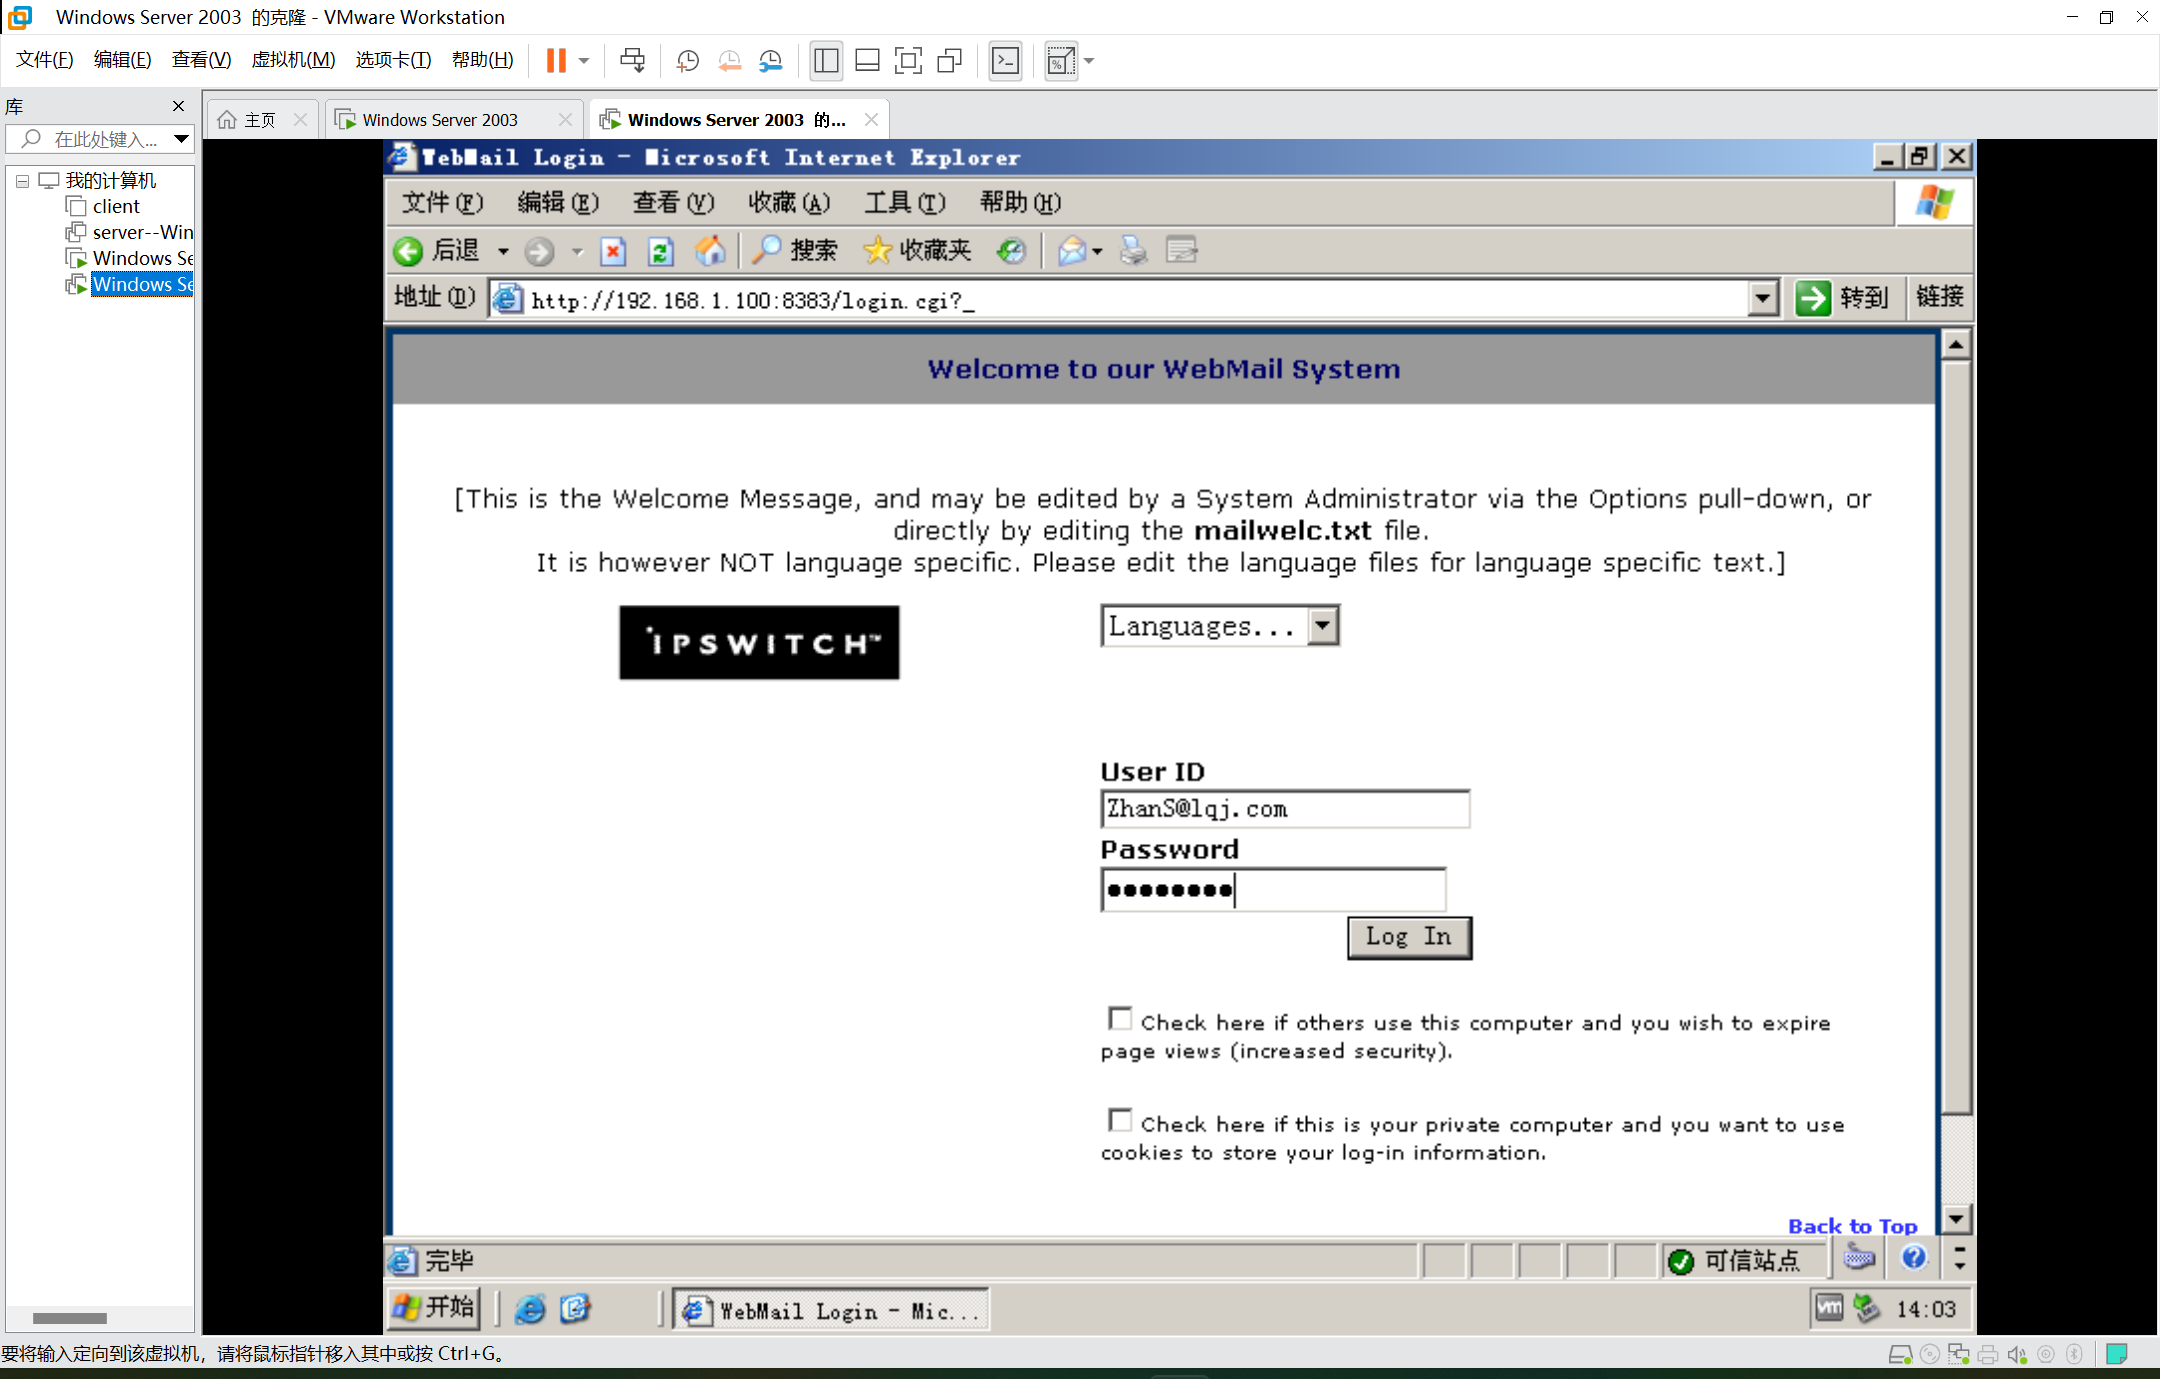 Windows Server 2003 的克隆 - VMware Workstation
文件(F) 编辑(E) 查看(V) 虚拟机(M) 选项卡(T) 帮助(H)
库
在此处键入...
我的计算机
client
server--Win
Windows Se
Windows Se
主页
Windows Server 2003
Windows Server 2003 的...
WebMail Login - Microsoft Internet Explorer
文件(F) 编辑(E) 查看(V) 收藏(A) 工具(T) 帮助(H)
后退 搜索 收藏夹
地址(D) http://192.168.1.100:8383/login.cgi?_ 转到 链接
Welcome to our WebMail System
[This is the Welcome Message, and may be edited by a System Administrator via the Options pull-down, or
directly by editing the mailwelc.txt file.
It is however NOT language specific. Please edit the language files for language specific text.]
IPSWITCH™
Languages...
User ID
ZhanS@lqj.com
Password
••••••••
Log In
Check here if others use this computer and you wish to expire
page views (increased security).
Check here if this is your private computer and you want to use
cookies to store your log-in information.
Back to Top
完毕 可信站点
开始 WebMail Login - Mic... vm 14:03
要将输入定向到该虚拟机，请将鼠标指针移入其中或按 Ctrl+G。